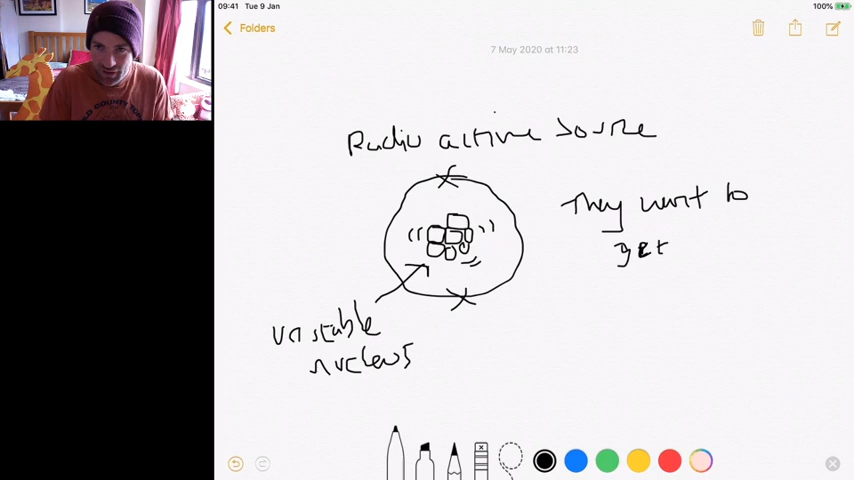 09:41 Tue 9 Jan
100%
Folders
7 May 2020 at 11:23
Radio active source
They want to
get
unstable
nucleus
COUNTY